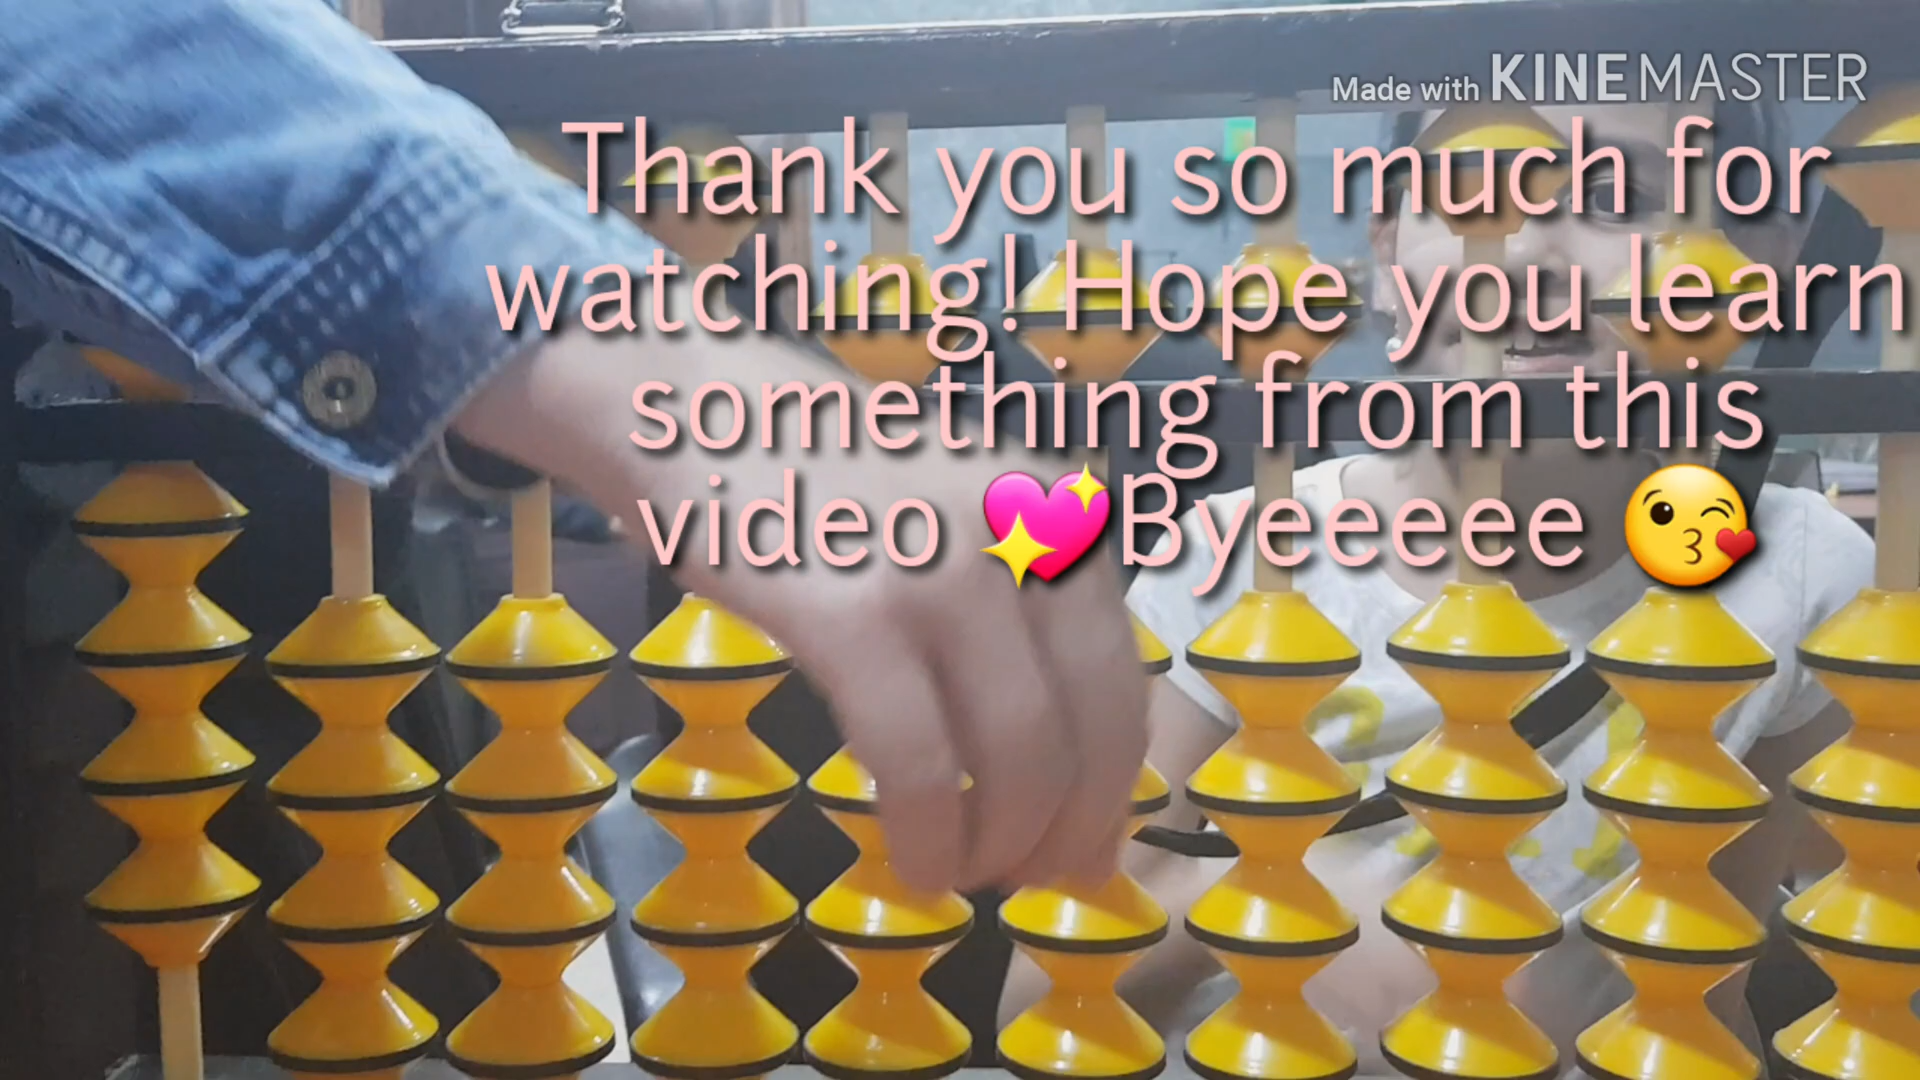 Made with KINEMASTER
Thank you so much for
watching! Hope you learn
something from this
video 💖Byeeeee 😘